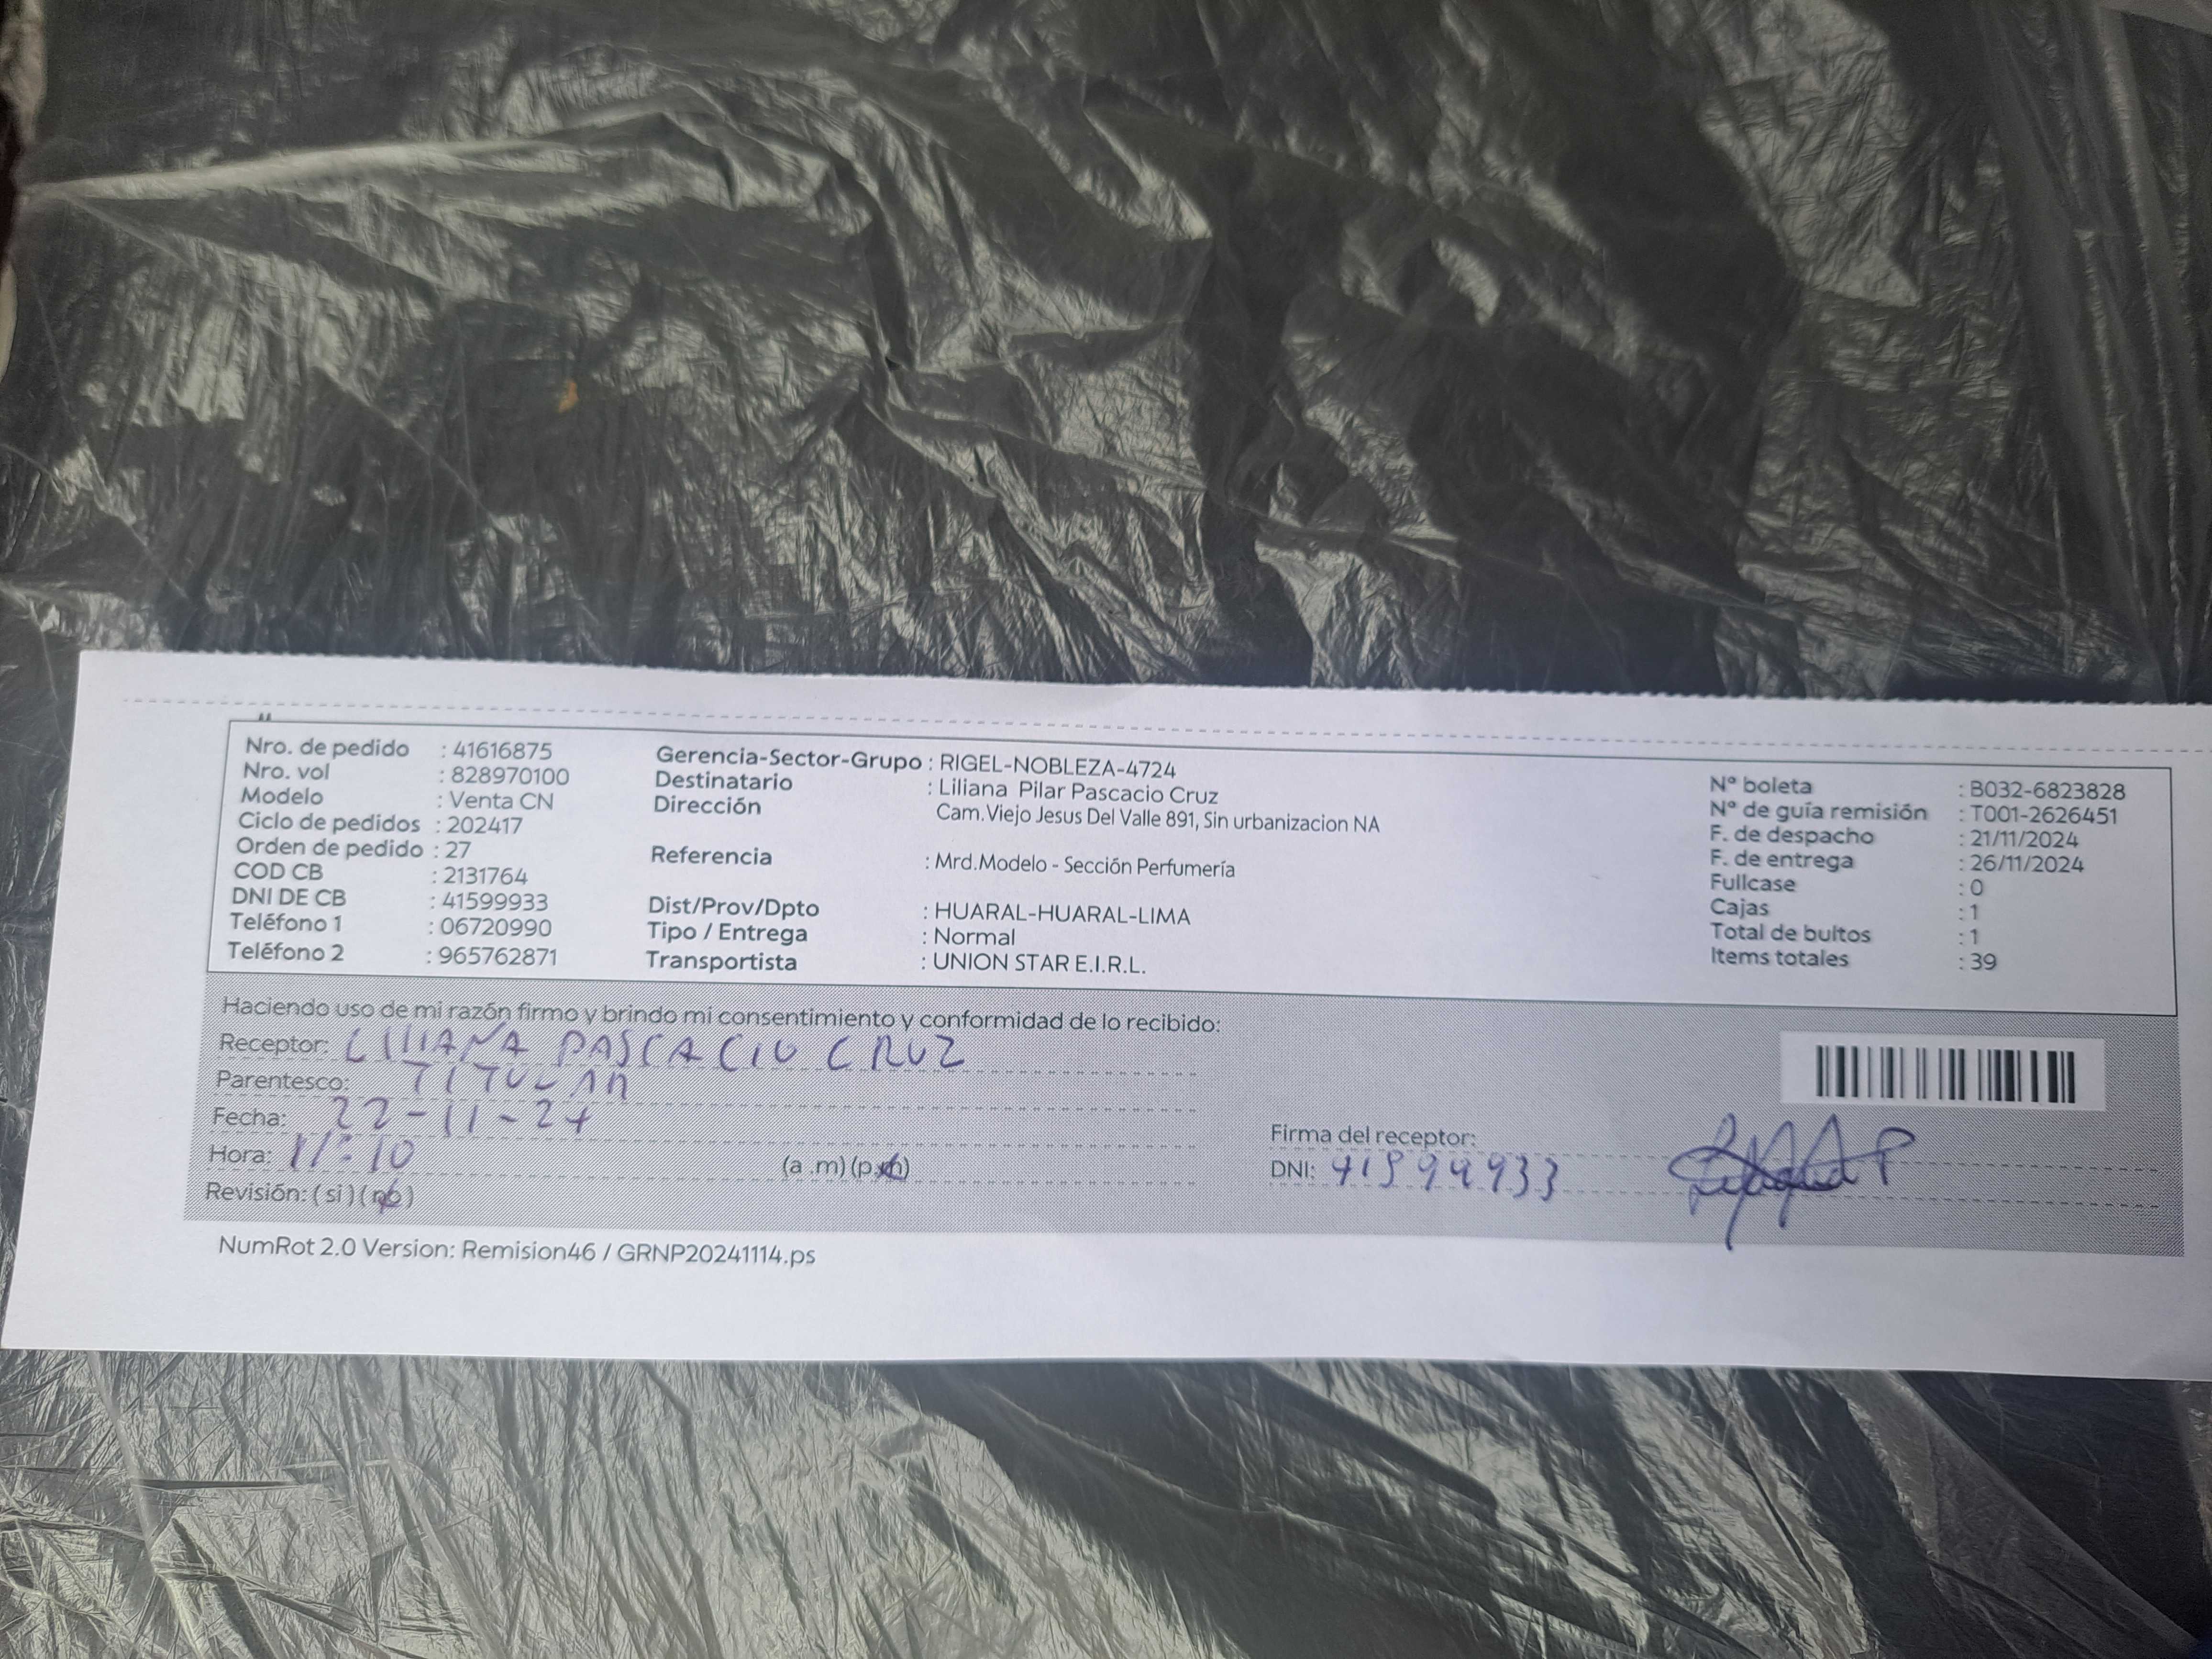 Nro. de pedido : 41616875
Nro. vol : 828970100
Modelo : Venta CN
Ciclo de pedidos : 202417
Orden de pedido : 27
COD CB : 2131764
DNI DE CB : 41599933
Teléfono 1 : 06720990
Teléfono 2 : 965762871
Gerencia-Sector-Grupo : RIGEL-NOBLEZA-4724
Destinatario : Liliana Pilar Pascacio Cruz
Dirección Cam.Viejo Jesus Del Valle 891, Sin urbanizacion NA
Referencia : Mrd.Modelo - Sección Perfumería
Dist/Prov/Dpto : HUARAL-HUARAL-LIMA
Tipo / Entrega : Normal
Transportista : UNION STAR E.I.R.L.
Nº boleta : B032-6823828
Nº de guía remisión : T001-2626451
F. de despacho : 21/11/2024
F. de entrega : 26/11/2024
Fullcase : 0
Cajas : 1
Total de bultos : 1
Items totales : 39
Haciendo uso de mi razón firmo y brindo mi consentimiento y conformidad de lo recibido:
Receptor: LILIANA PASCACIO CRUZ
Parentesco: TITULAR
Fecha: 22-11-24
Hora: 11:10 (a .m) (p.m)
Revisión: ( si ) ( no )
Firma del receptor:
DNI: 41599933
NumRot 2.0 Version: Remision46 / GRNP20241114.ps